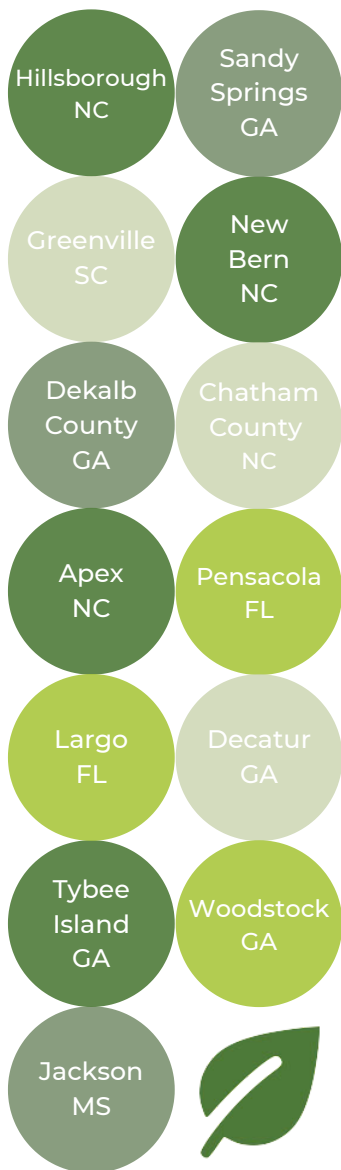 Hillsborough
NC
Sandy
Springs
GA
Greenville
SC
New
Bern
NC
Dekalb
County
GA
Chatham
County
NC
Apex
NC
Pensacola
FL
Largo
FL
Decatur
GA
Tybee
Island
GA
Woodstock
GA
Jackson
MS